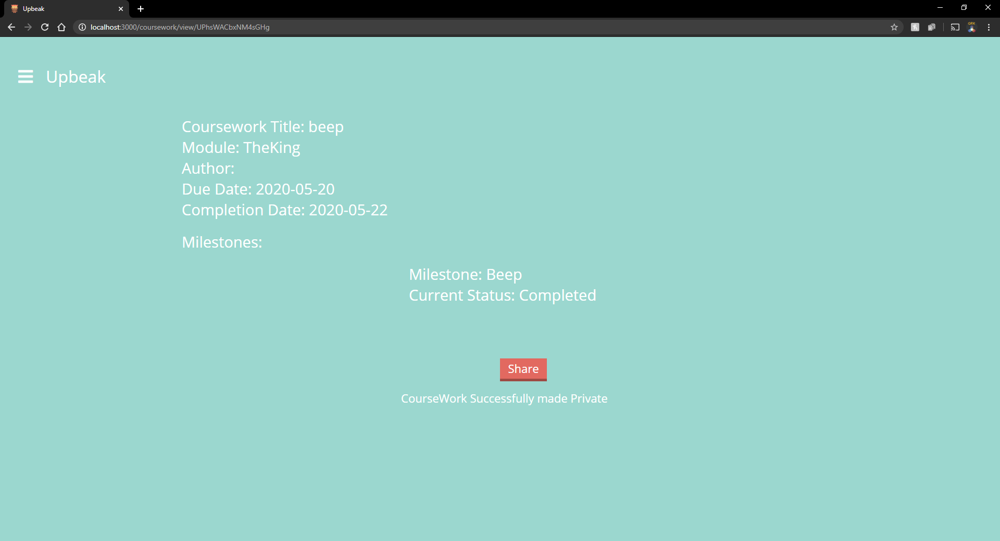 Upbeak
localhost:3000/coursework/view/UPhsWACbxNM4sGHg
QRK
Upbeak
Coursework Title: beep
Module: TheKing
Author:
Due Date: 2020-05-20
Completion Date: 2020-05-22
Milestones:
Milestone: Beep
Current Status: Completed
Share
CourseWork Successfully made Private